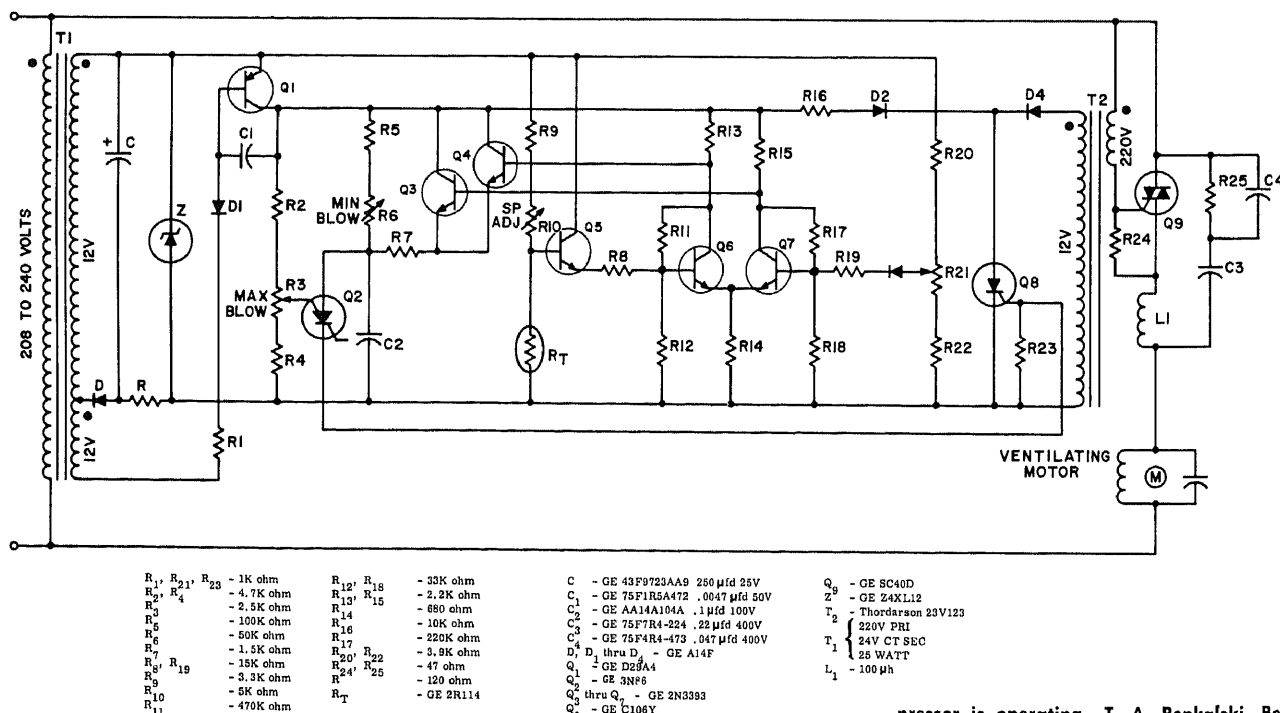 T1
T2
Q1
R16
D2
D4
R5
R9
R13
R15
R20
220V
C4
+
C
C1
Q4
Q3
R25
Q9
208 TO 240 VOLTS
Z
D1
R2
MIN BLOW
R6
SP ADJ.
R10
Q5
R11
R17
R24
C3
12V
R7
R8
Q6
Q7
R19
R21
Q8
12V
MAX BLOW
R3
Q2
L1
R4
C2
RT
R12
R14
R18
R22
R23
D
R
12V
R1
VENTILATING MOTOR
M
R1, R21, R23 - 1K ohm
R2, R4 - 4.7K ohm
R3 - 2.5K ohm
R5 - 100K ohm
R6 - 50K ohm
R7 - 1.5K ohm
R8, R19 - 15K ohm
R9 - 3.3K ohm
R10 - 5K ohm
R11 - 470K ohm
R12, R18 - 33K ohm
R13, R15 - 2.2K ohm
R14 - 680 ohm
R16 - 10K ohm
R17 - 220K ohm
R20, R22 - 3.9K ohm
R24, R25 - 47 ohm
R - 120 ohm
RT - GE 2R114
C - GE 43F9723AA9 250 µfd 25V
C1 - GE 75F1R5A472 .0047 µfd 50V
C2 - GE AA14A104A .1 µfd 100V
C3 - GE 75F7R4-224 .22 µfd 400V
C4 - GE 75F4R4-473 .047 µfd 400V
D, D1 thru D4 - GE A14F
Q1 - GE D29A4
Q2 - GE
Q3 thru Q7 - GE 2N3393
- GE C106Y
Q9 - GE SC40D
Z - GE Z4XL12
T2 - Thordarson 23V123
T1 { 220V PRI
24V CT SEC
25 WATT
L1 - 100 µh
is operating. T. A.